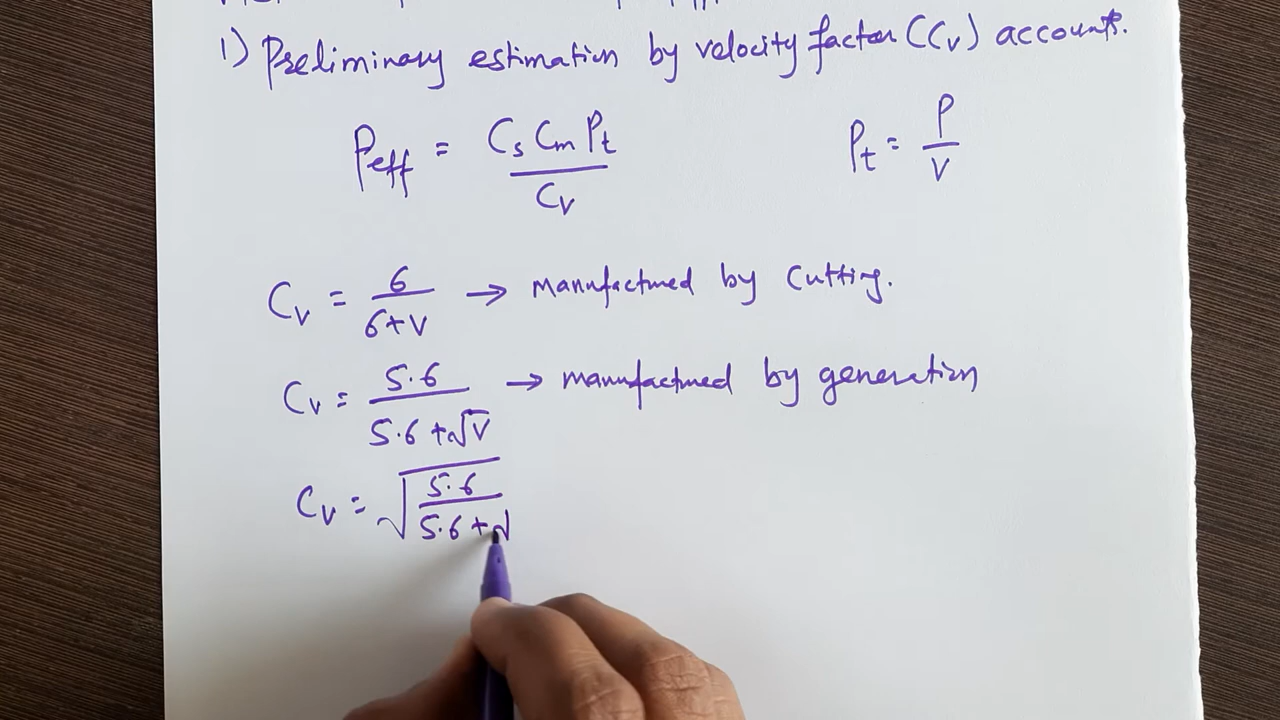 1) Preliminary estimation by velocity factor (Cv) accounts.
Peff = Cs Cm Pt / Cv
Pt = P / V
Cv = 6 / 6+V → manufactured by Cutting.
Cv = 5.6 / 5.6 + √V → manufactured by generation
Cv = √ 5.6 / 5.6 + √